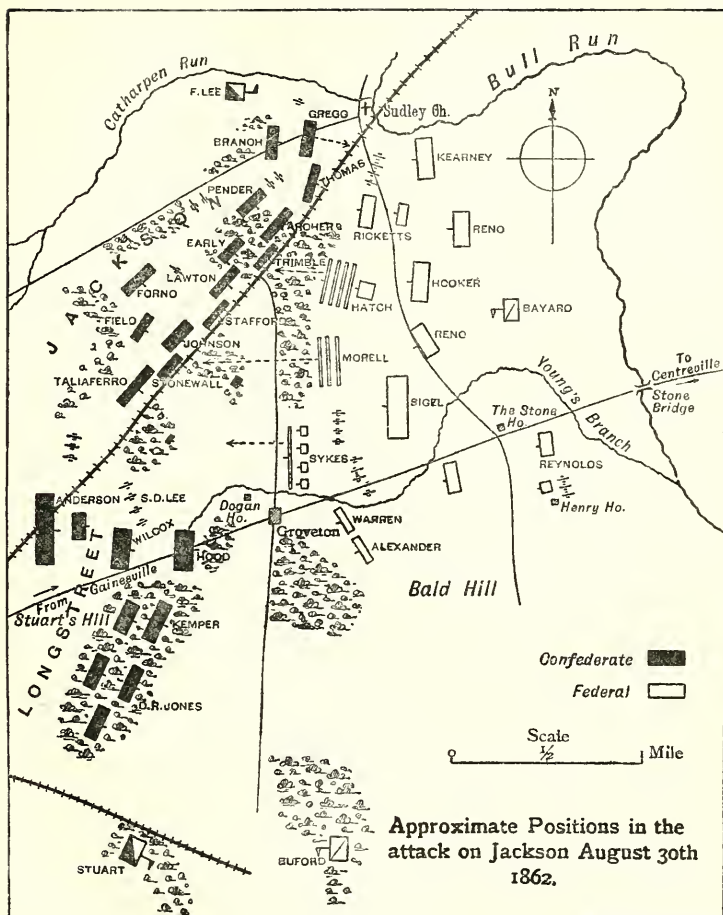 Catharpen Run
F. LEE
Bull Run
N
GREGG
Sudley Ch.
BRANCH
THOMAS
KEARNEY
PENDER
ARCHER
RICKETTS
RENO
EARLY
TRIMBLE
JACKSON
LAWTON
HOOKER
FORNO
HATCH
BAYARD
FIELD
STAFFORD
JOHNSON
RENO
MORELL
TALIAFERRO
STONEWALL
Young's Branch
To Centreville
SIGEL
Stone Bridge
The Stone Ho.
SYKES
REYNOLDS
ANDERSON
S.D.LEE
Dogan Ho.
Henry Ho.
WILCOX
Groveton
WARREN
HOOD
ALEXANDER
From Gainesville
Bald Hill
Stuart's Hill
KEMPER
LONGSTREET
Confederate
Federal
D.R.JONES
Scale
½ Mile
Approximate Positions in the
attack on Jackson August 30th
1862.
STUART
BUFORD